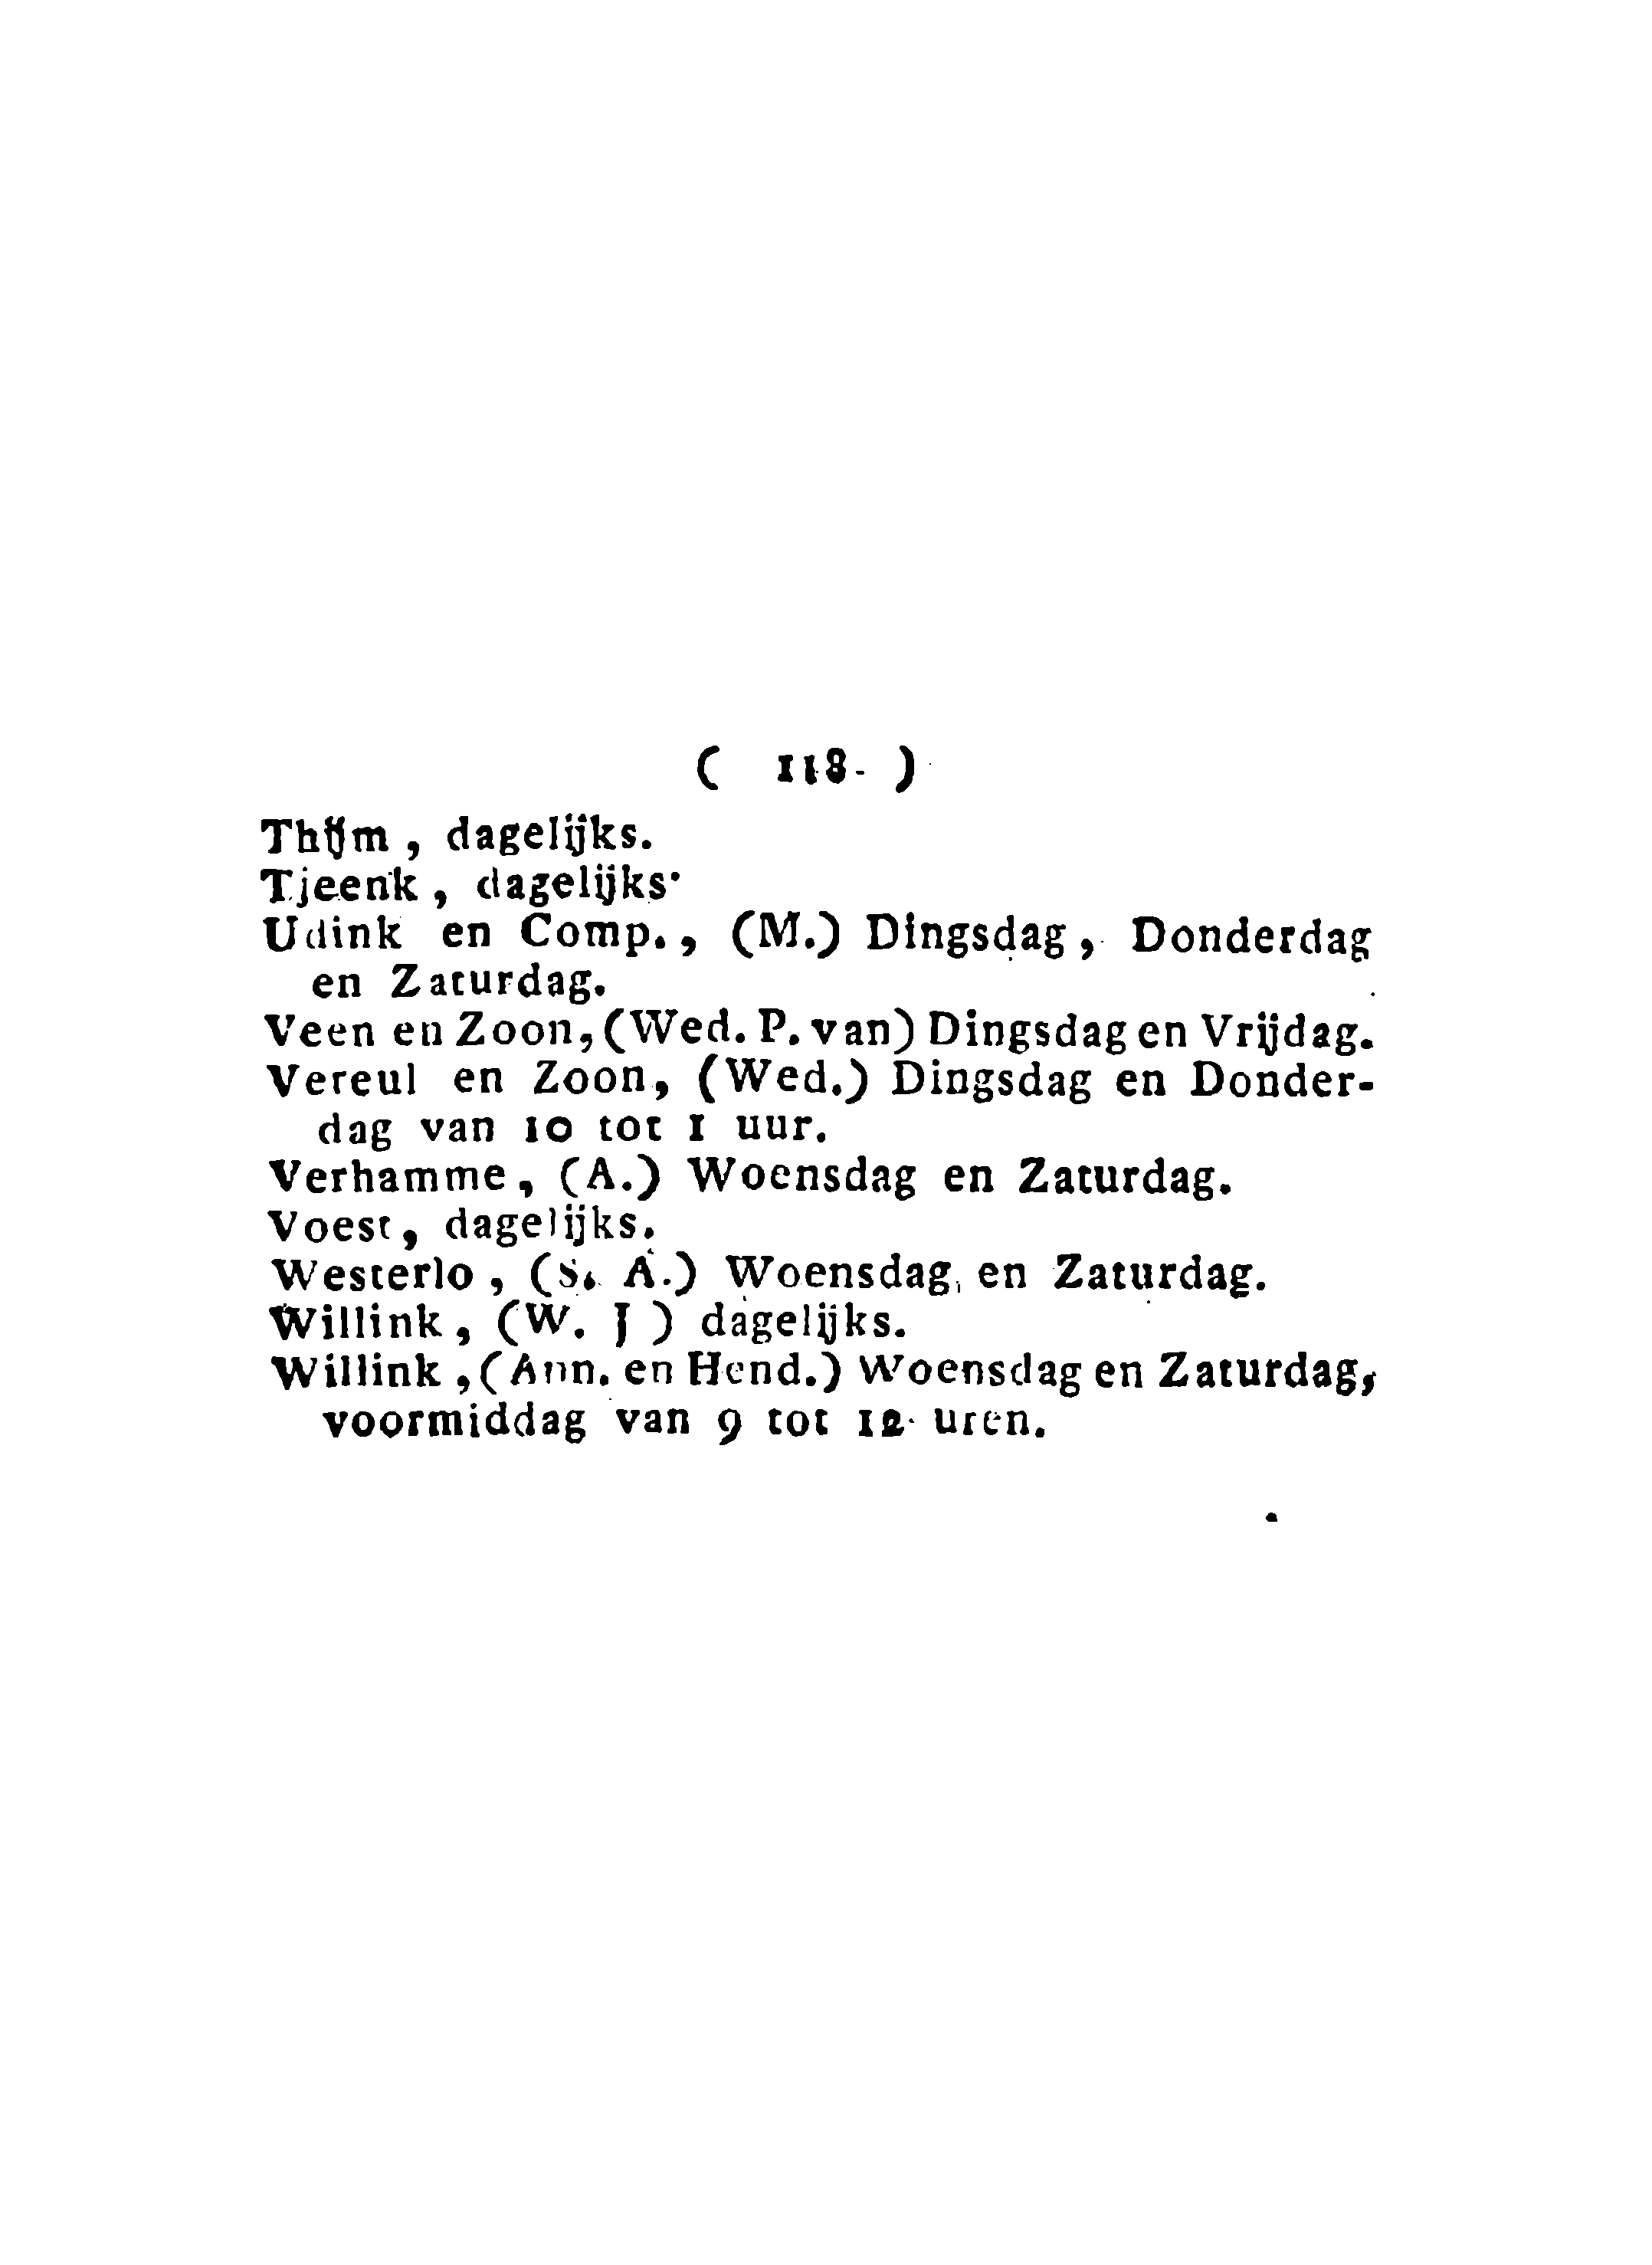 ( 118 )
Thijm , dagelijks.
Tjeenk , dagelijks.
Udink en Comp. , (M.) Dingsdag , Donderdag
en Zaturdag.
Veen en Zoon, (Wed. P. van) Dingsdag en Vrijdag.
Vereul en Zoon, (Wed.) Dingsdag en Donder-
dag van 10 tot 1 uur.
Verhamme, (A.) Woensdag en Zaturdag.
Voest, dagelijks.
Westerlo , (S. A.) Woensdag en Zaturdag.
Willink, (W. J ) dagelijks.
Willink , (Ann. en Hend.) Woensdag en Zaturdag,
voormiddag van 9 tot 12 uren.